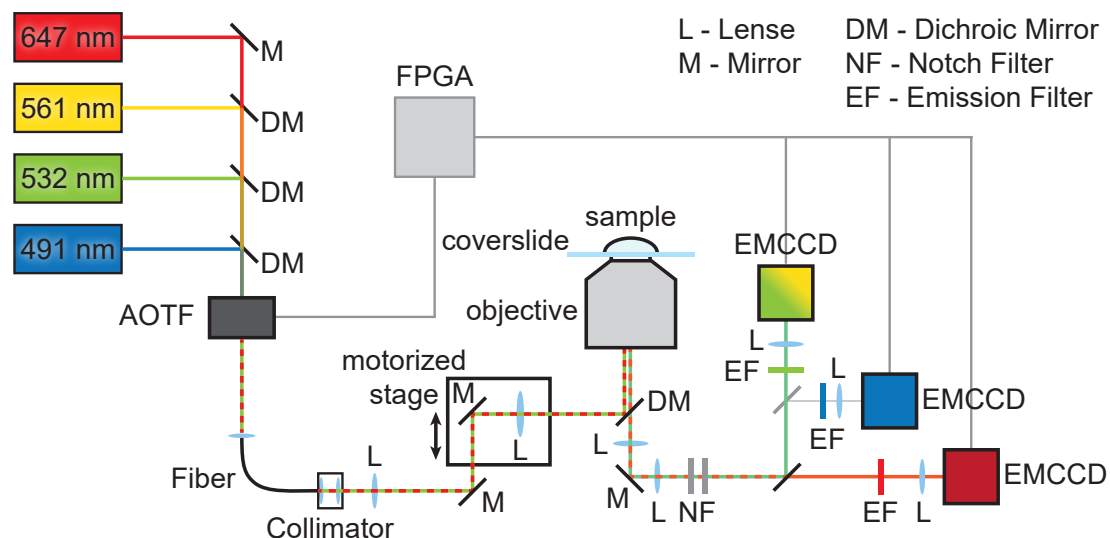 647 nm
M
L - Lense
DM - Dichroic Mirror
M - Mirror
NF - Notch Filter
EF - Emission Filter
FPGA
561 nm
DM
532 nm
DM
491 nm
DM
sample
coverslide
EMCCD
AOTF
objective
L
EF
motorized
stage
M
L
DM
L
EF
EMCCD
L
Fiber
L
Collimator
M
M
L
NF
EF
L
EMCCD